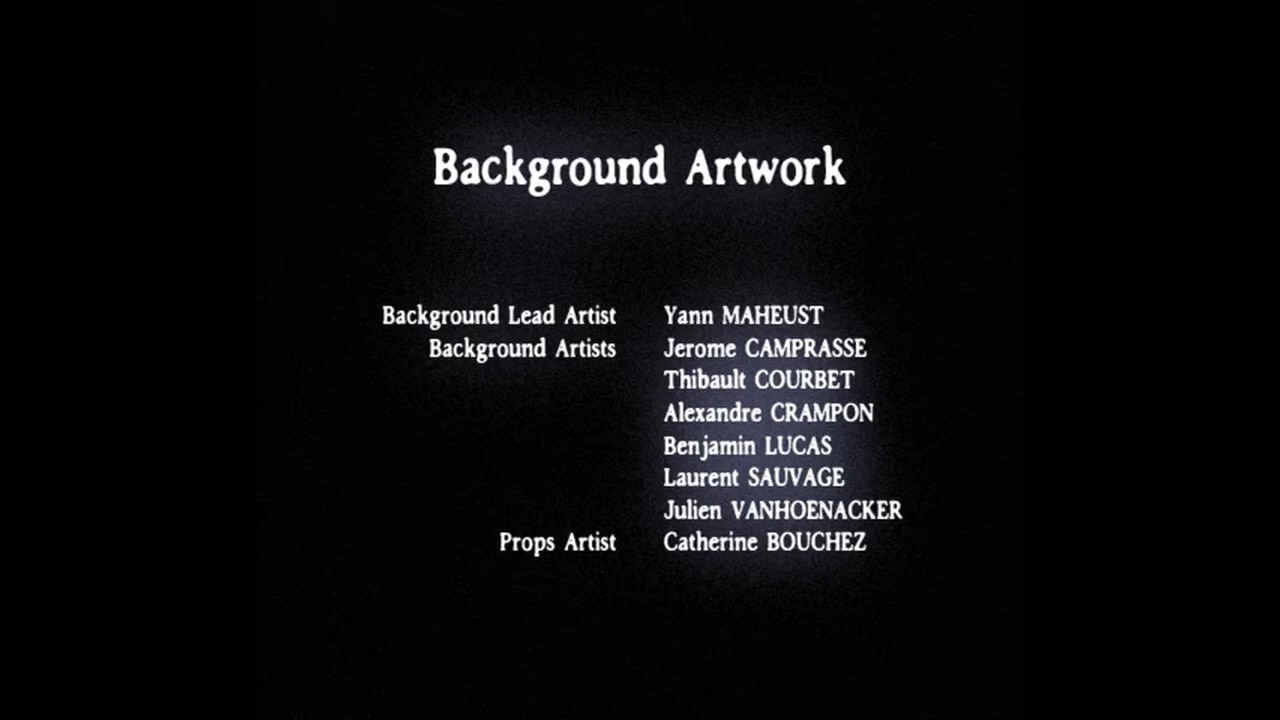 Background Artwork
Background Lead Artist Yann MAHEUST
Background Artists Jerome CAMPRASSE
Thibault COURBET
Alexandre CRAMPON
Benjamin LUCAS
Laurent SAUVAGE
Julien VANHOENACKER
Props Artist Catherine BOUCHEZ